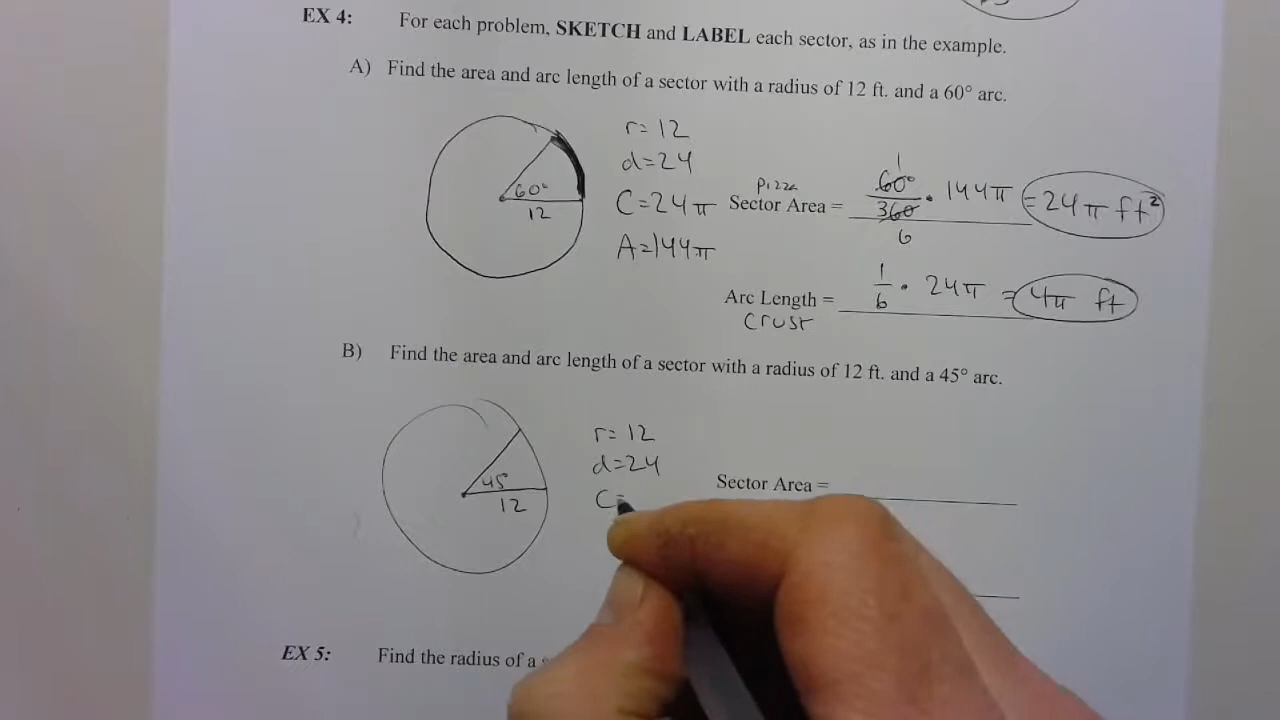 EX 4: For each problem, SKETCH and LABEL each sector, as in the example.
A) Find the area and arc length of a sector with a radius of 12 ft. and a 60° arc.
r=12
d=24
C=24π
A=144π
60°
12
Pizza
Sector Area = 60°/360 · 144π = 24π ft²
1
6
Arc Length = 1/6 · 24π = 4π ft
Crust
B) Find the area and arc length of a sector with a radius of 12 ft. and a 45° arc.
r=12
d=24
C=
45
12
Sector Area =
EX 5: Find the radius of a